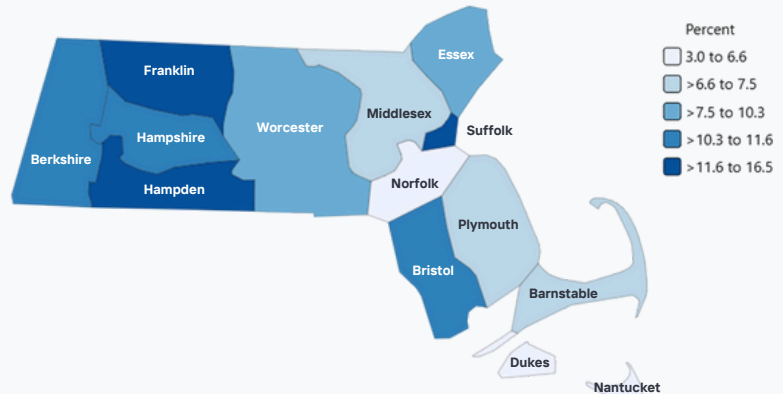 Percent
3.0 to 6.6
>6.6 to 7.5
>7.5 to 10.3
>10.3 to 11.6
>11.6 to 16.5
Essex
Franklin
Middlesex
Worcester
Suffolk
Hampshire
Berkshire
Norfolk
Hampden
Plymouth
Bristol
Barnstable
Dukes
Nantucket